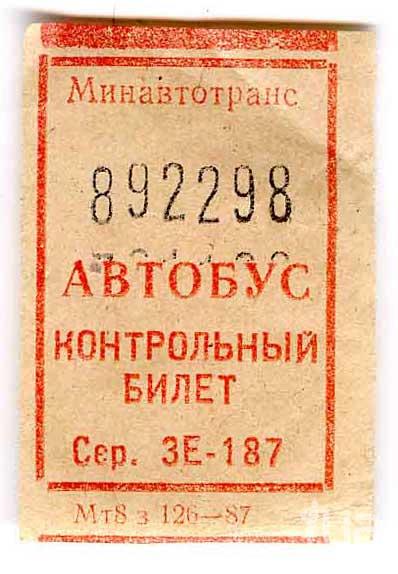 Минавтотранс
892298
АВТОБУС
КОНТРОЛЬНЫЙ
БИЛЕТ
Сер. ЗЕ-187
Мт8 з 126—87